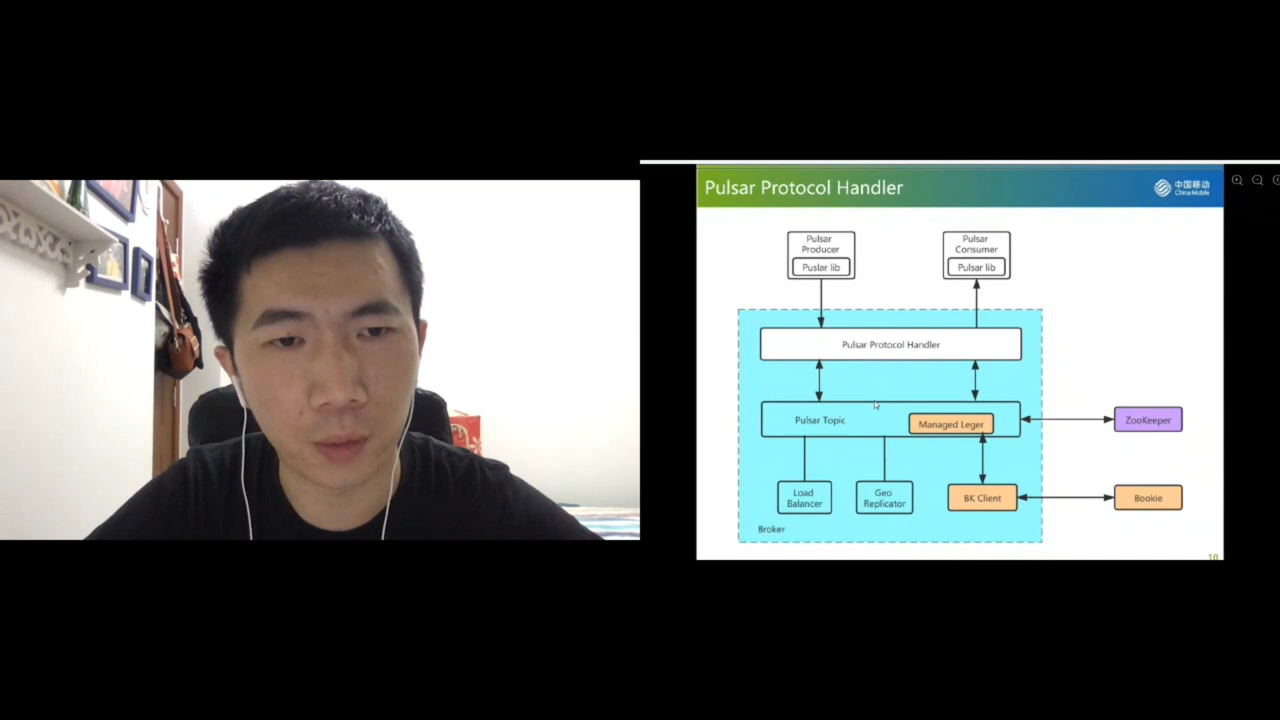 Pulsar Protocol Handler
中国移动
China Mobile
Pulsar
Producer
Puslar lib
Pulsar
Consumer
Pulsar lib
Pulsar Protocol Handler
Pulsar Topic
Managed Leger
ZooKeeper
Load
Balancer
Geo
Replicator
BK Client
Bookie
Broker
10